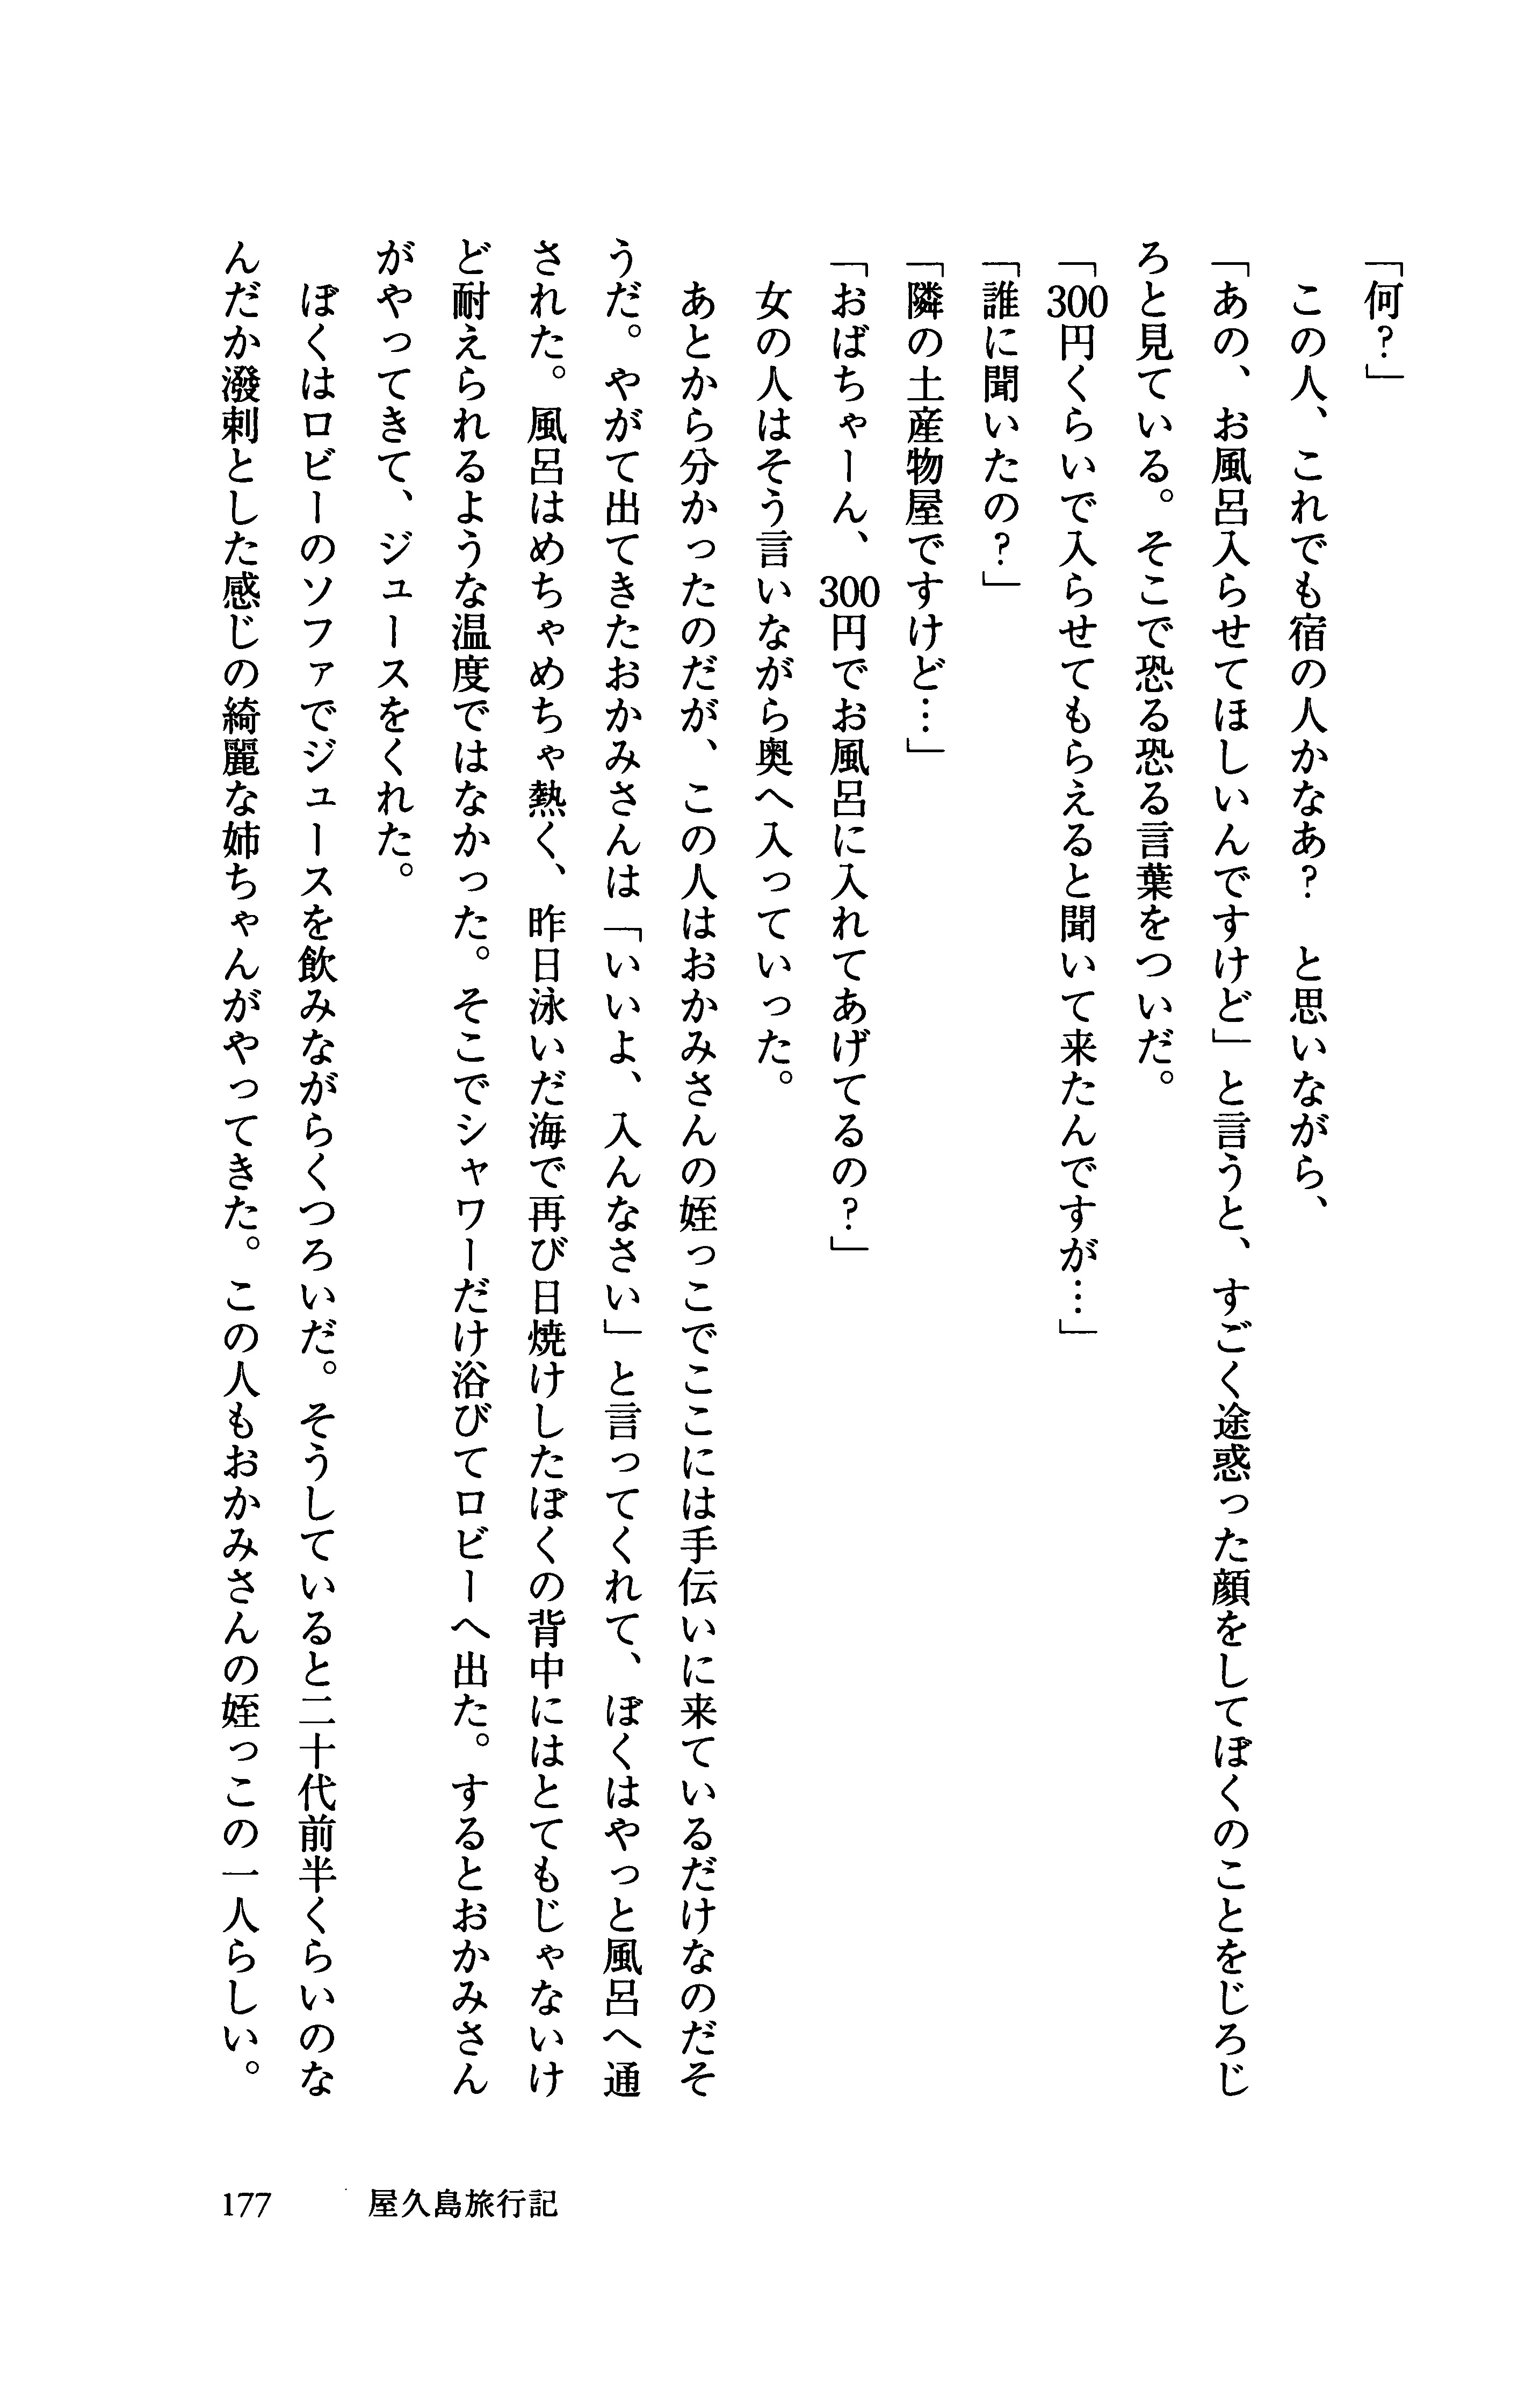 「何?」
この人、これでも宿の人かなあ? と思いながら、
「あの、お風呂入らせてほしいんですけど」と言うと、すごく途惑った顔をしてぼくのことをじろじ
ろと見ている。そこで恐る恐る言葉をついだ。
「300円くらいで入らせてもらえると聞いて来たんですが…」
「誰に聞いたの?」
「隣の土産物屋ですけど…」
「おばちゃーん、300円でお風呂に入れてあげてるの?」
女の人はそう言いながら奥へ入っていった。
あとから分かったのだが、この人はおかみさんの姪っこでここには手伝いに来ているだけなのだそ
うだ。やがて出てきたおかみさんは「いいよ、入んなさい」と言ってくれて、ぼくはやっと風呂へ通
された。風呂はめちゃめちゃ熱く、昨日泳いだ海で再び日焼けしたぼくの背中にはとてもじゃないけ
ど耐えられるような温度ではなかった。そこでシャワーだけ浴びてロビーへ出た。するとおかみさん
がやってきて、ジュースをくれた。
ぼくはロビーのソファでジュースを飲みながらくつろいだ。そうしていると二十代前半くらいのな
んだか潑剌とした感じの綺麗な姉ちゃんがやってきた。この人もおかみさんの姪っこの一人らしい。
177 屋久島旅行記